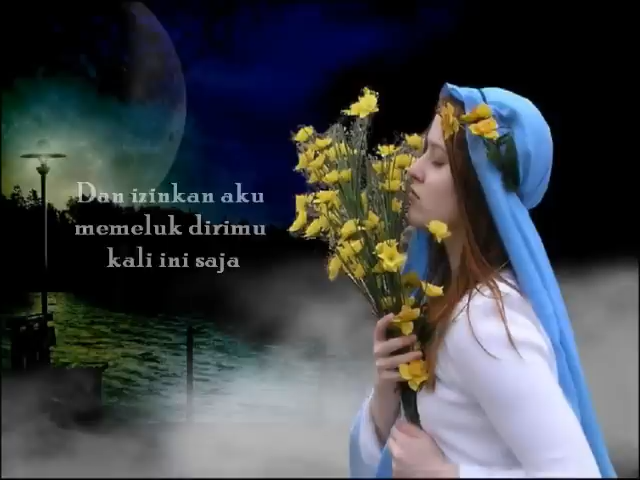 Dan izinkan aku
memeluk dirimu
kali ini saja